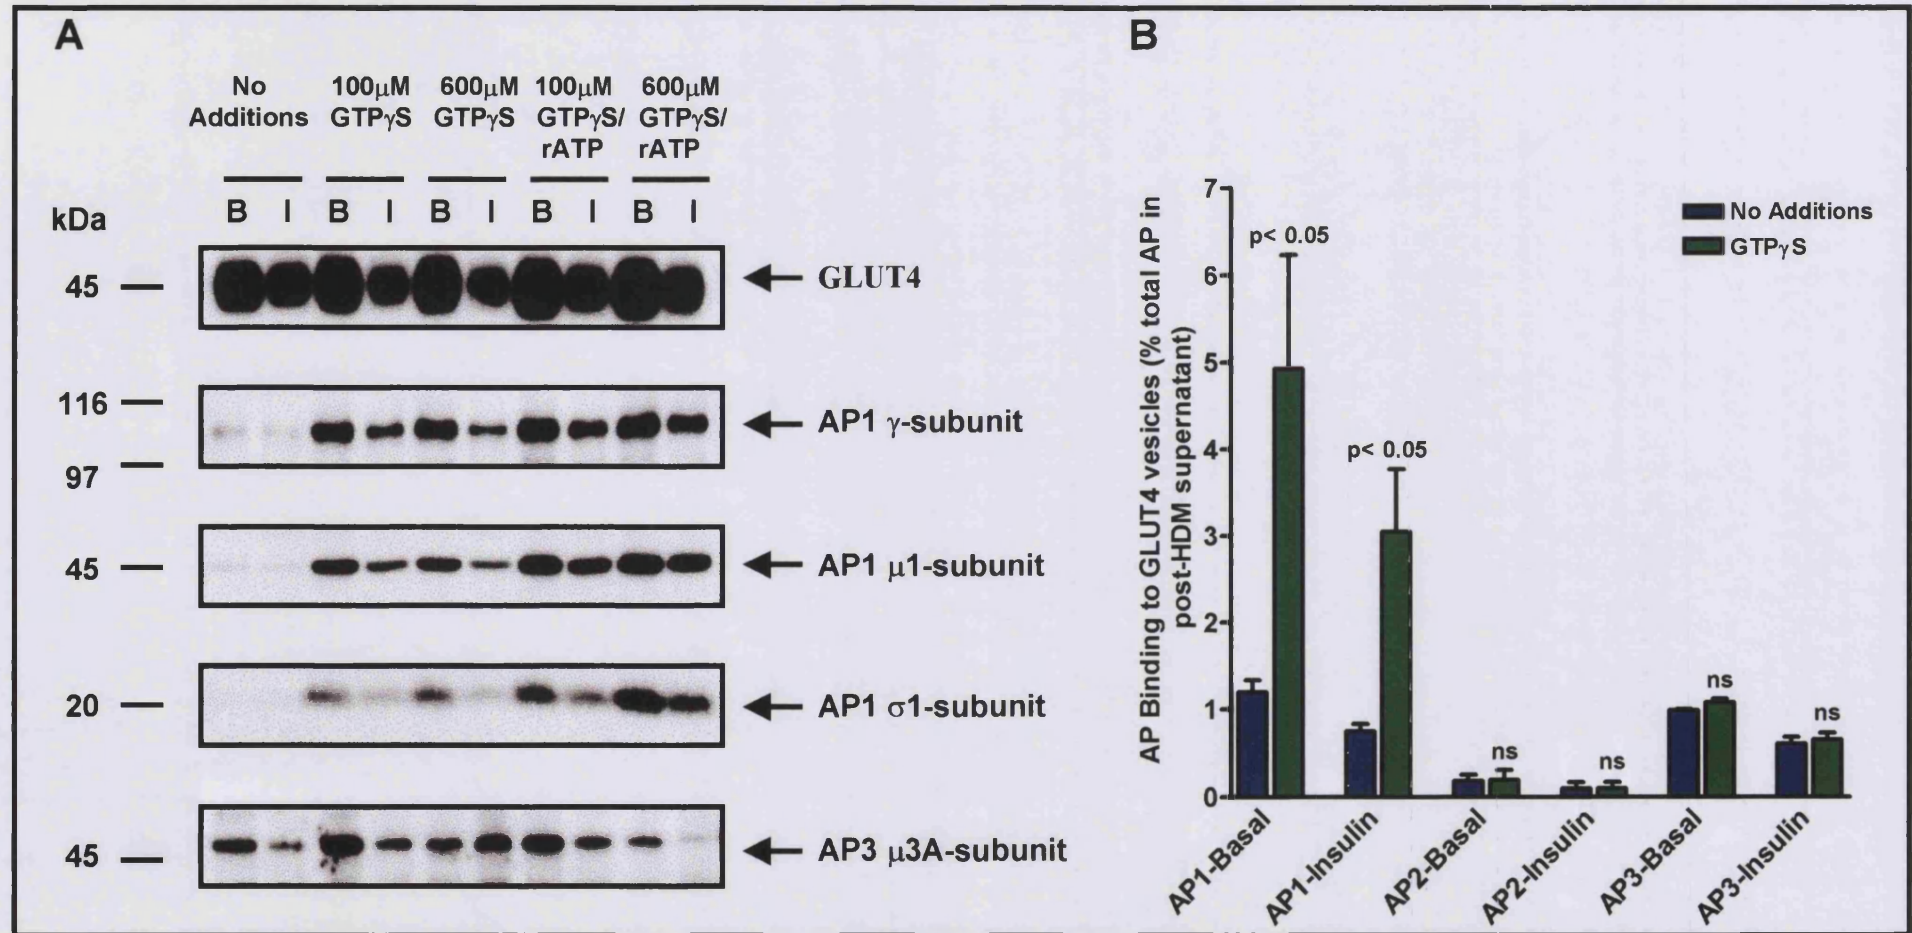 A
No
Additions
100μM
GTPγS
600μM
GTPγS
100μM
GTPγS/
rATP
600μM
GTPγS/
rATP
kDa
B I B I B I B I B I
45
GLUT4
116
AP1 γ-subunit
97
45
AP1 μ1-subunit
20
AP1 σ1-subunit
45
AP3 μ3A-subunit
B
AP Binding to GLUT4 vesicles (% total AP in
post-HDM supernatant)
7
6
5
4
3
2
1
0
p< 0.05
p< 0.05
ns
ns
ns
ns
No Additions
GTPγS
AP1-Basal
AP1-Insulin
AP2-Basal
AP2-Insulin
AP3-Basal
AP3-Insulin